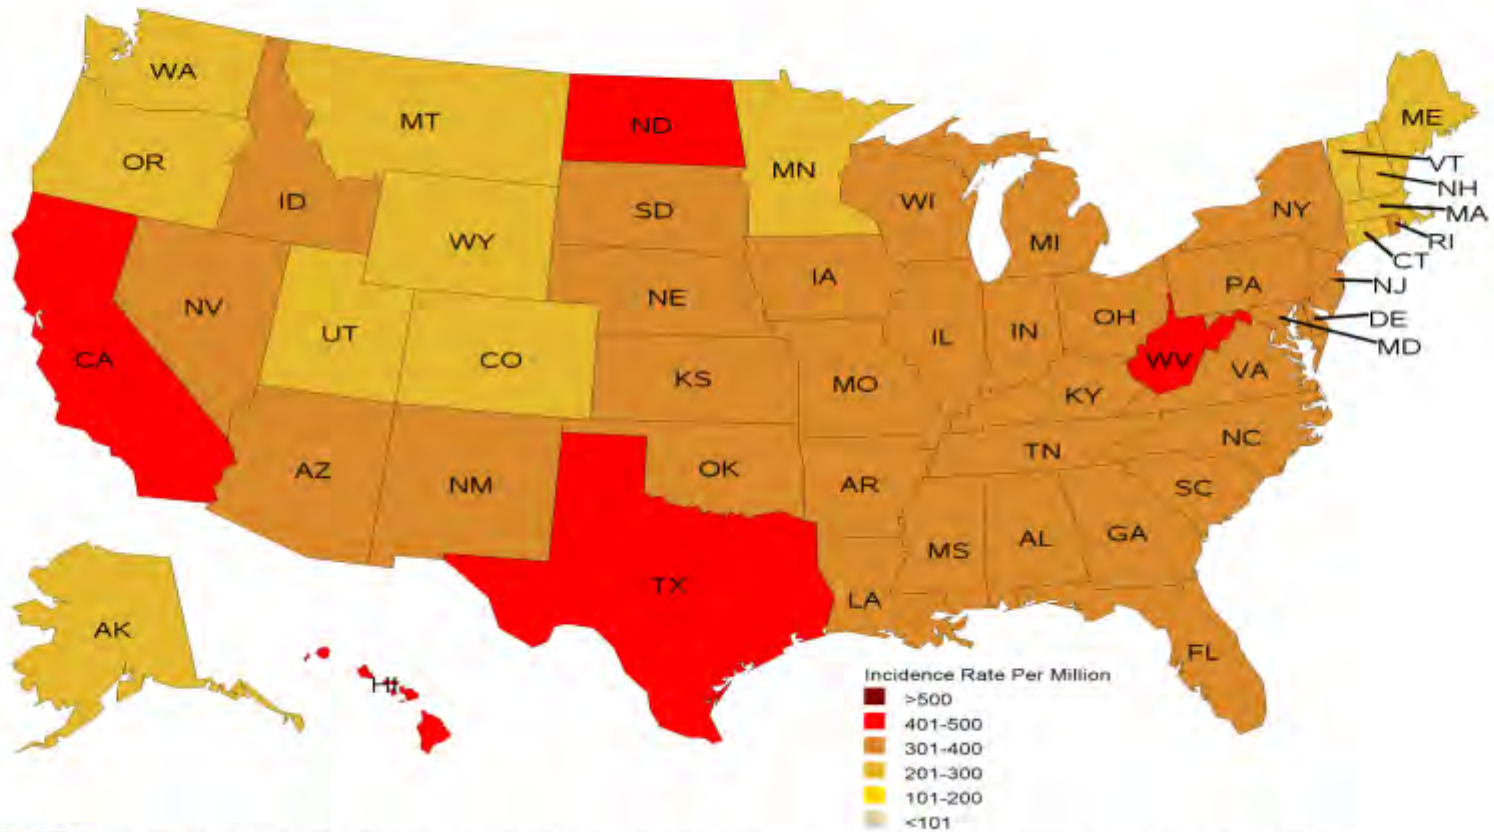 WA
ME
MT
ND
VT
OR
MN
NH
ID
SD
WI
NY
MA
WY
MI
RI
CT
IA
NV
NE
PA
NJ
UT
OH
DE
IL
IN
CA
CO
MD
WV
KS
MO
VA
KY
NC
TN
AZ
OK
NM
AR
SC
GA
MS
AL
TX
LA
AK
FL
HI
Incidence Rate Per Million
>500
401-500
301-400
201-300
101-200
<101